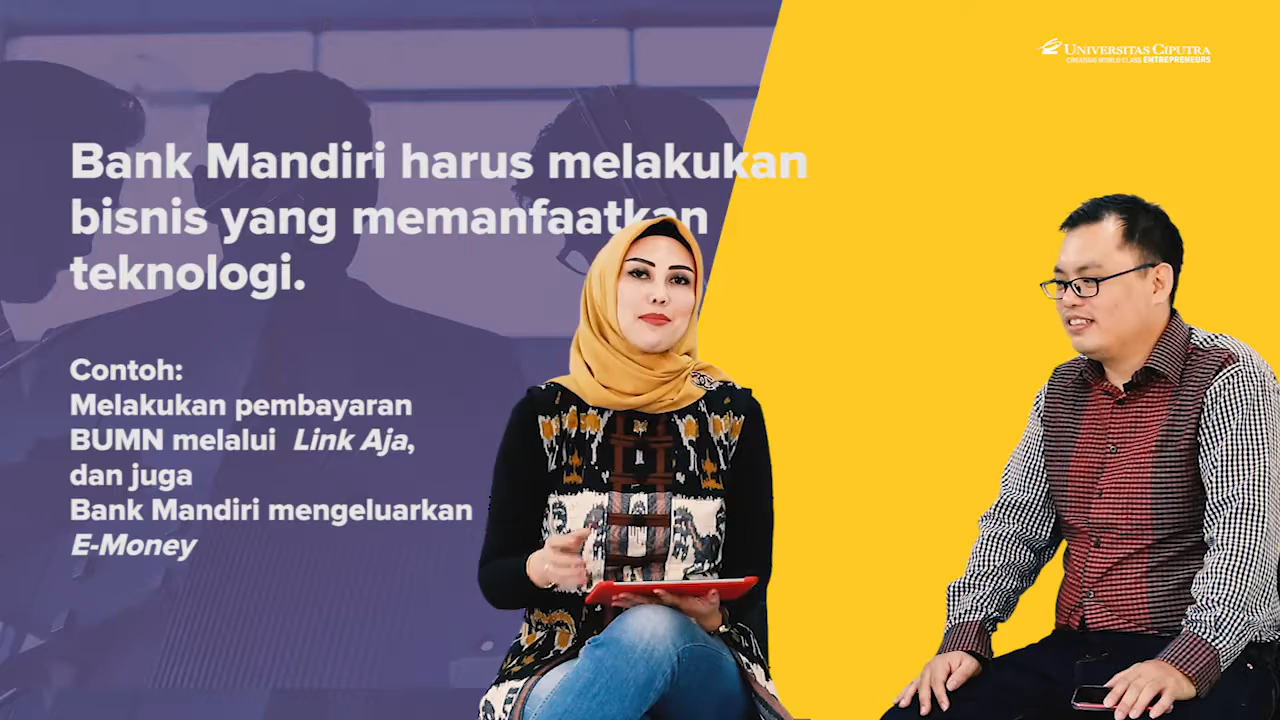 UNIVERSITAS CIPUTRA
CREATING WORLD CLASS ENTREPRENEURS
Bank Mandiri harus melakukan
bisnis yang memanfaatkan
teknologi.
Contoh:
Melakukan pembayaran
BUMN melalui Link Aja,
dan juga
Bank Mandiri mengeluarkan
E-Money